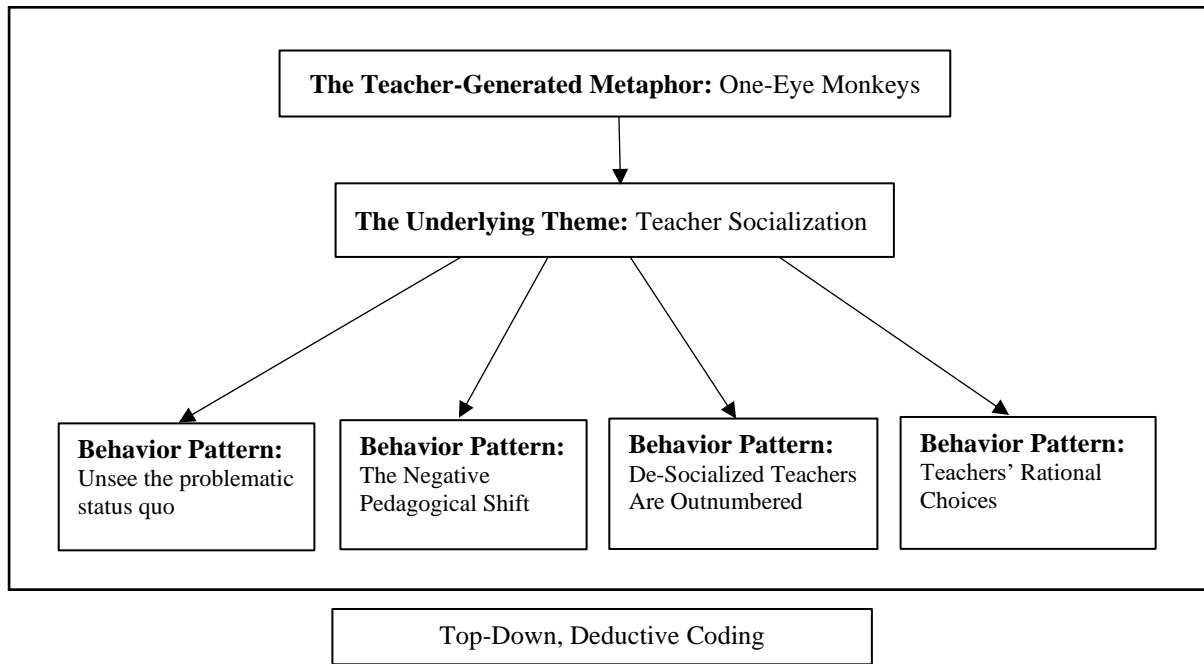 The Teacher-Generated Metaphor: One-Eye Monkeys
The Underlying Theme: Teacher Socialization
Behavior Pattern:
Unsee the problematic
status quo
Behavior Pattern:
The Negative
Pedagogical Shift
Behavior Pattern:
De-Socialized Teachers
Are Outnumbered
Behavior Pattern:
Teachers’ Rational
Choices
Top-Down, Deductive Coding